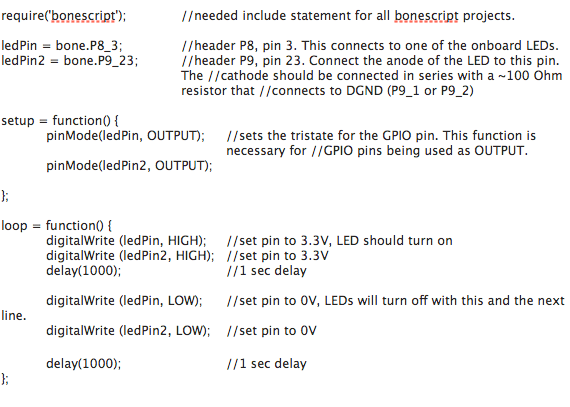 require('bonescript'); //needed include statement for all bonescript projects.
ledPin = bone.P8_3; //header P8, pin 3. This connects to one of the onboard LEDs.
ledPin2 = bone.P9_23; //header P9, pin 23. Connect the anode of the LED to this pin.
The //cathode should be connected in series with a ~100 Ohm
resistor that //connects to DGND (P9_1 or P9_2)
setup = function() {
pinMode(ledPin, OUTPUT); //sets the tristate for the GPIO pin. This function is
necessary for //GPIO pins being used as OUTPUT.
pinMode(ledPin2, OUTPUT);
};
loop = function() {
digitalWrite (ledPin, HIGH); //set pin to 3.3V, LED should turn on
digitalWrite (ledPin2, HIGH); //set pin to 3.3V
delay(1000); //1 sec delay
digitalWrite (ledPin, LOW); //set pin to 0V, LEDs will turn off with this and the next
line.
digitalWrite (ledPin2, LOW); //set pin to 0V
delay(1000); //1 sec delay
};